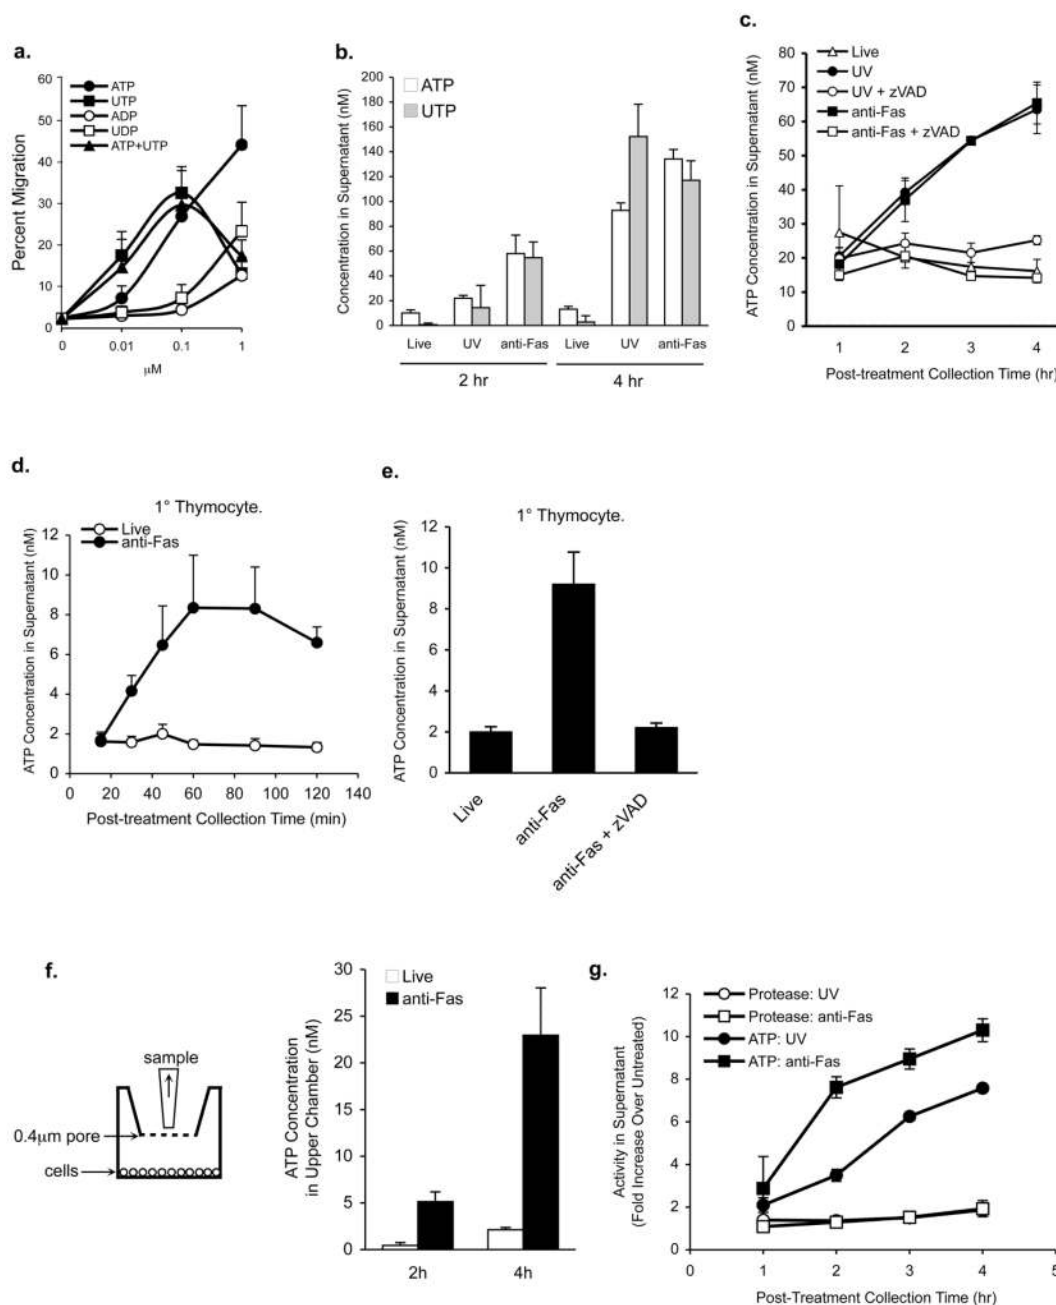 a.
60
50
40
30
20
10
0
Percent Migration
ATP
UTP
ADP
UDP
ATP+UTP
0 0.01 0.1 1
μM
b.
200
180
160
140
120
100
80
60
40
20
0
Concentration in Supernatant (nM)
ATP
UTP
Live UV anti-Fas Live UV anti-Fas
2 hr 4 hr
c.
80
70
60
50
40
30
20
10
0
ATP Concentration in Supernatant (nM)
Live
UV
UV + zVAD
anti-Fas
anti-Fas + zVAD
1 2 3 4
Post-treatment Collection Time (hr)
d.
1° Thymocyte.
12
10
8
6
4
2
0
ATP Concentration in Supernatant (nM)
Live
anti-Fas
0 20 40 60 80 100 120 140
Post-treatment Collection Time (min)
e.
1° Thymocyte.
12
10
8
6
4
2
0
ATP Concentration in Supernatant (nM)
Live
anti-Fas
anti-Fas + zVAD
f.
sample
0.4μm pore
cells
30
25
20
15
10
5
0
ATP Concentration
in Upper Chamber (nM)
Live
anti-Fas
2h 4h
g.
12
10
8
6
4
2
0
Activity in Supernatant
(Fold Increase Over Untreated)
Protease: UV
Protease: anti-Fas
ATP: UV
ATP: anti-Fas
0 1 2 3 4 5
Post-Treatment Collection Time (hr)